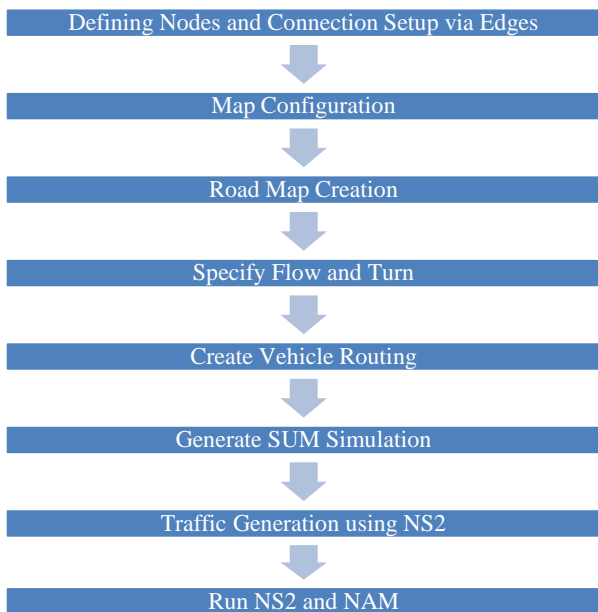 Defining Nodes and Connection Setup via Edges
Map Configuration
Road Map Creation
Specify Flow and Turn
Create Vehicle Routing
Generate SUM Simulation
Traffic Generation using NS2
Run NS2 and NAM